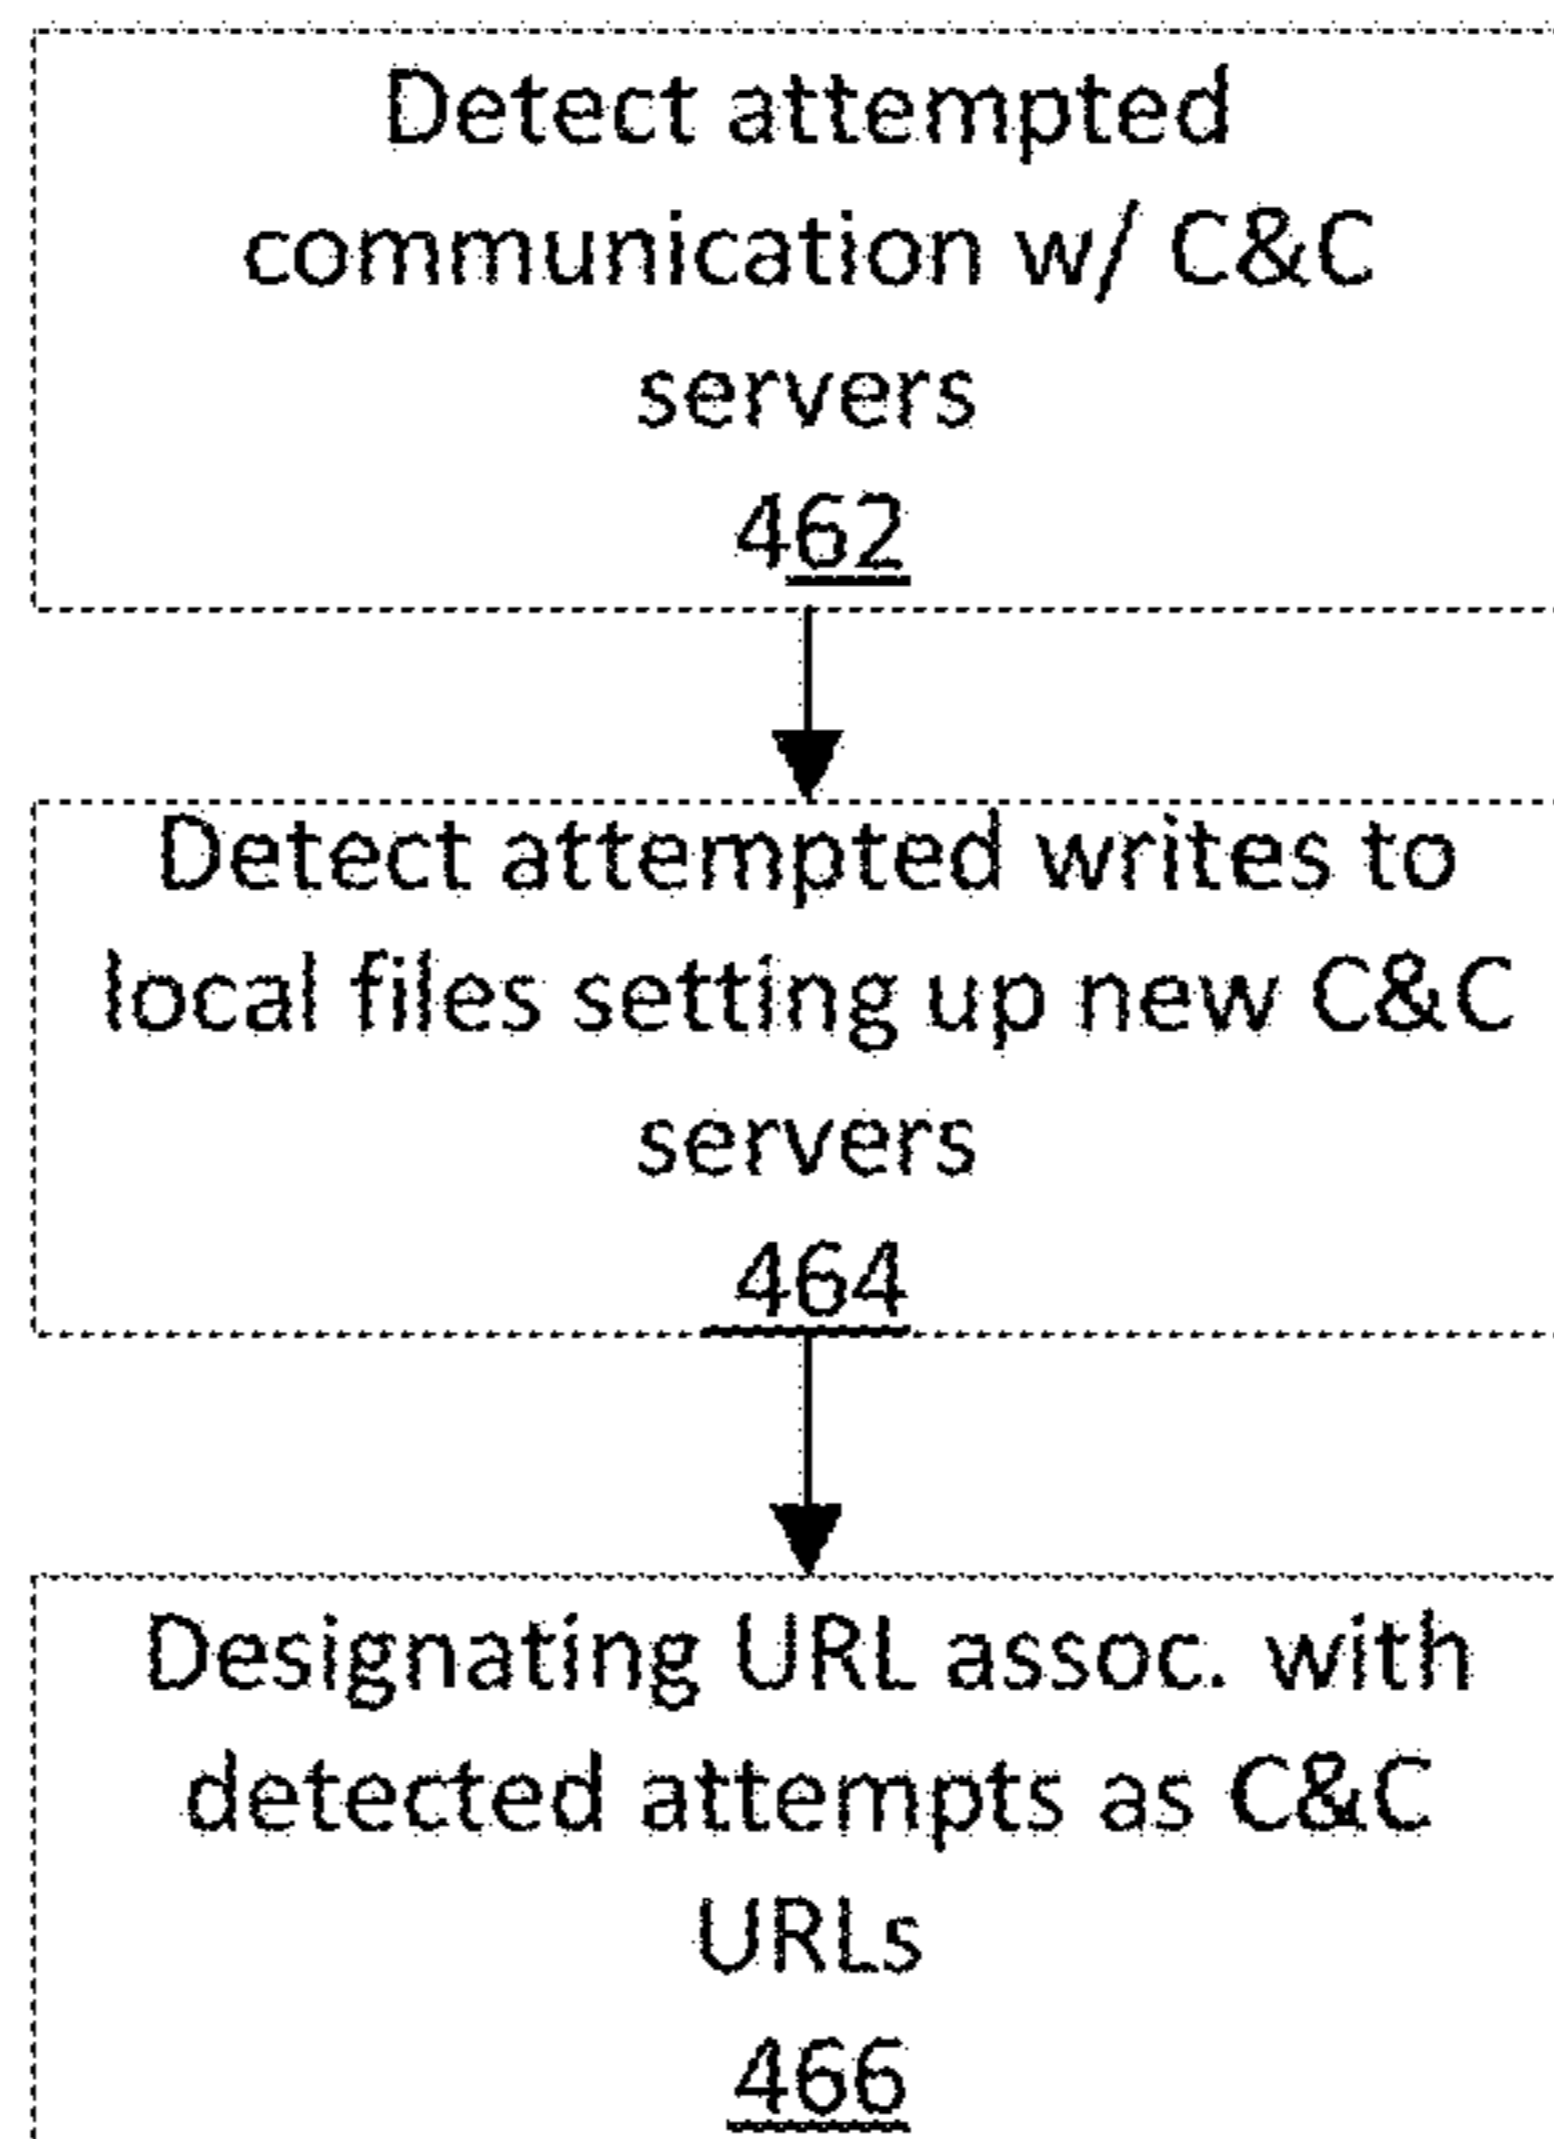 Detect attempted
communication w/ C&C
servers
462
Detect attempted writes to
local files setting up new C&C
servers
464
Designating URL assoc. with
detected attempts as C&C
URLs
466